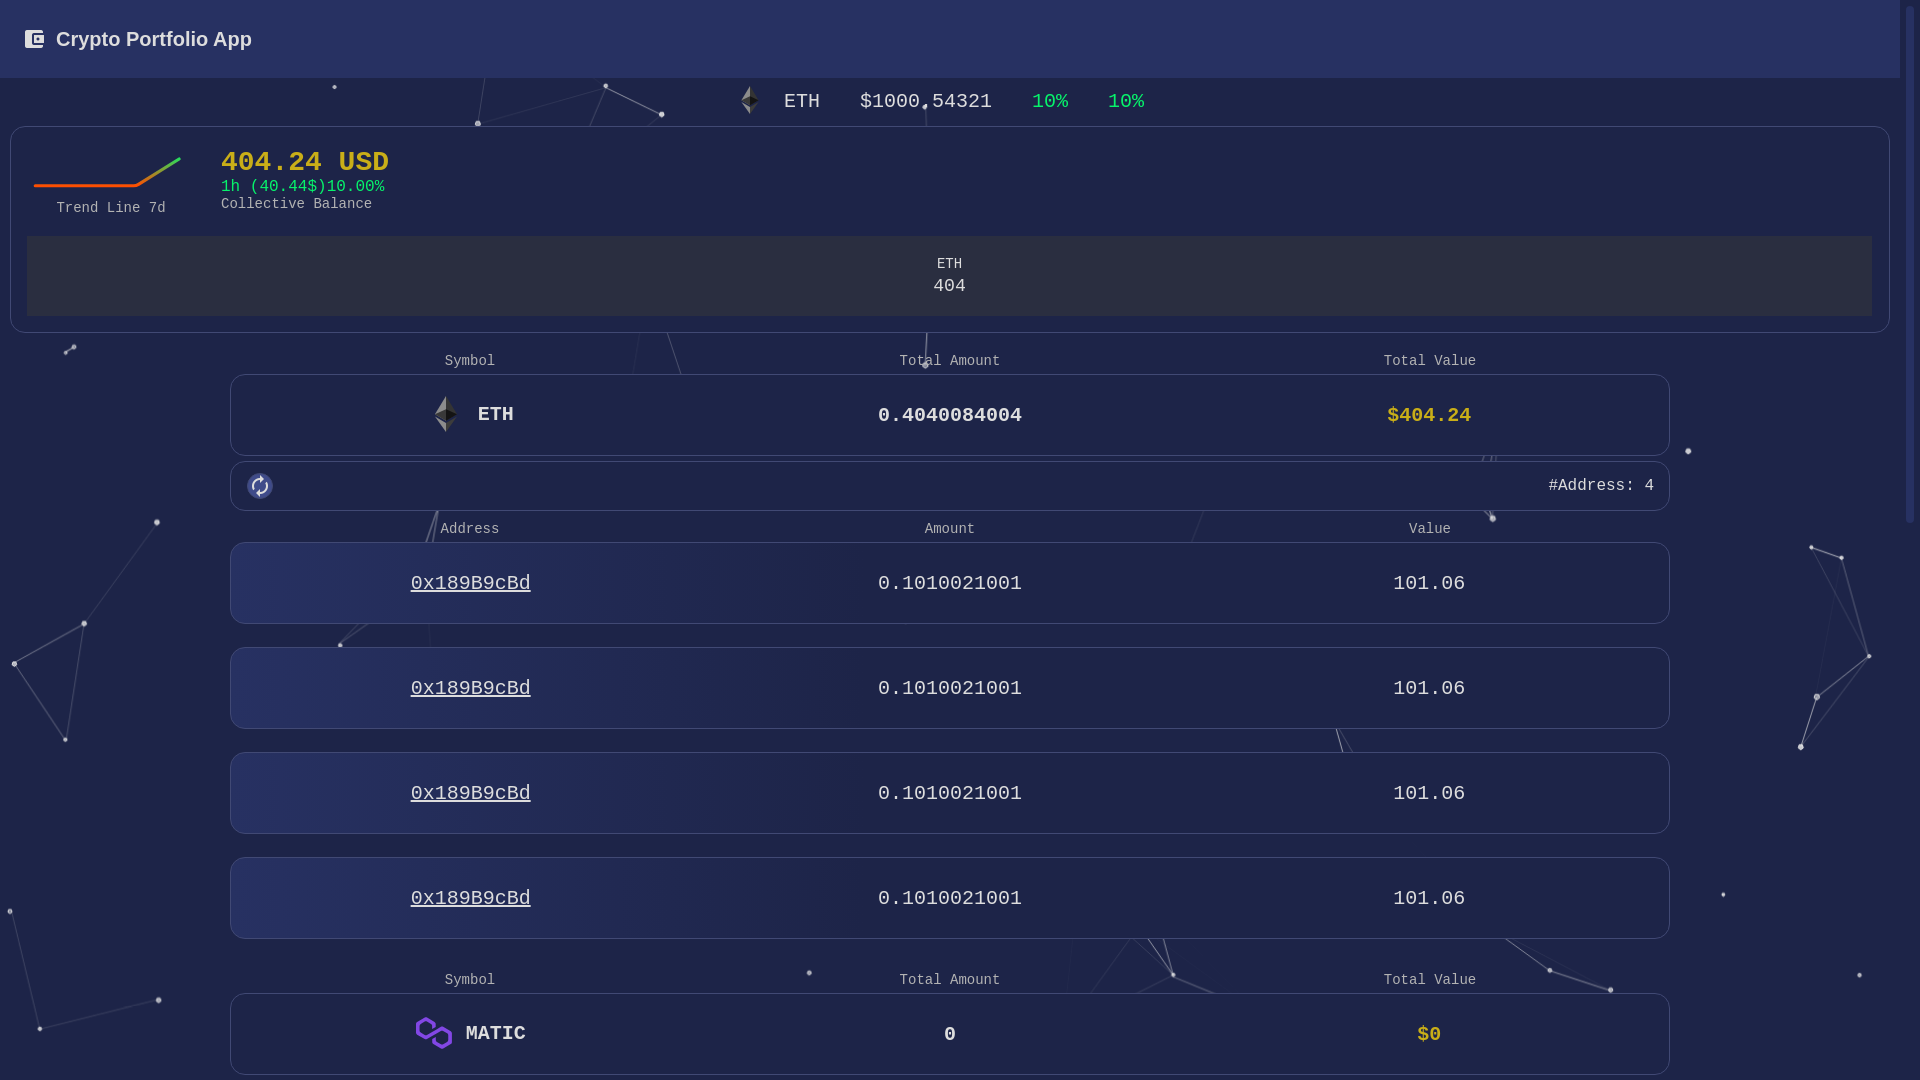 Crypto Portfolio App
ETH $1000.54321 10% 10%
404.24 USD
1h (40.44$)10.00%
Collective Balance
Trend Line 7d
ETH
404
Symbol Total Amount Total Value
ETH 0.4040084004 $404.24
#Address: 4
Address Amount Value
0x189B9cBd 0.1010021001 101.06
0x189B9cBd 0.1010021001 101.06
0x189B9cBd 0.1010021001 101.06
0x189B9cBd 0.1010021001 101.06
Symbol Total Amount Total Value
MATIC 0 $0